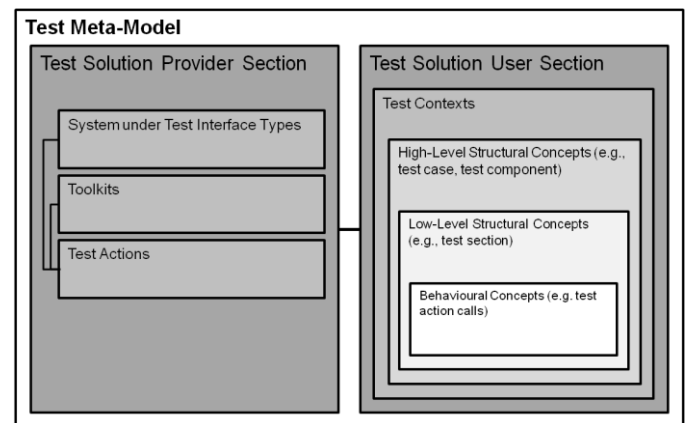 Test Meta-Model
Test Solution Provider Section
System under Test Interface Types
Toolkits
Test Actions
Test Solution User Section
Test Contexts
High-Level Structural Concepts (e.g.,
test case, test component)
Low-Level Structural Concepts
(e.g., test section)
Behavioural Concepts (e.g. test
action calls)